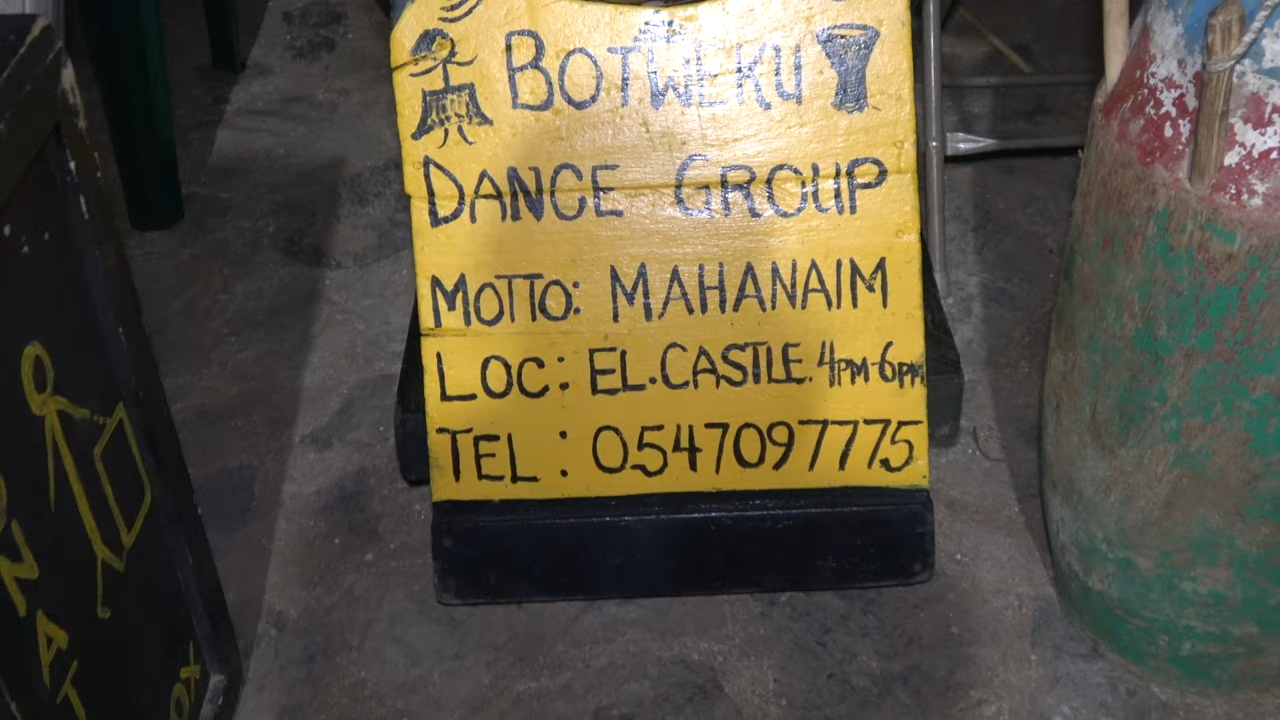 BOTWEKU
DANCE GROUP
MOTTO: MAHANAIM
LOC: EL.CASTLE. 4PM-6PM
TEL: 0547097775